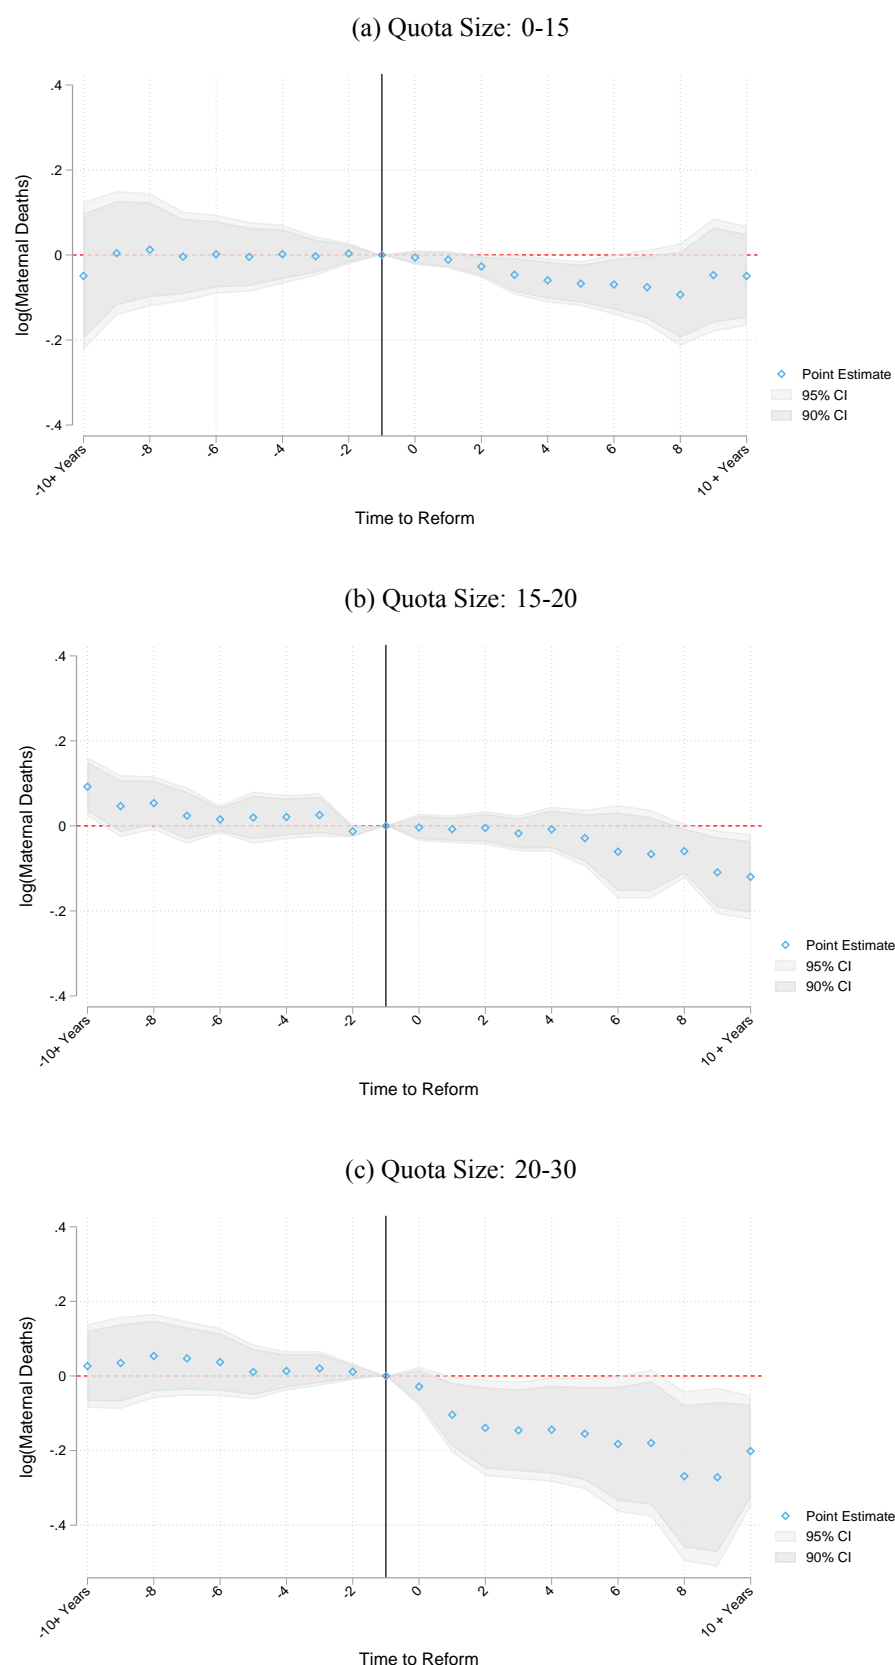 (a) Quota Size: 0-15
.4
.2
0
-.2
-.4
log(Maternal Deaths)
-10+ Years
-8
-6
-4
-2
0
2
4
6
8
10 + Years
Time to Reform
Point Estimate
95% CI
90% CI
(b) Quota Size: 15-20
.4
.2
0
-.2
-.4
log(Maternal Deaths)
-10+ Years
-8
-6
-4
-2
0
2
4
6
8
10 + Years
Time to Reform
Point Estimate
95% CI
90% CI
(c) Quota Size: 20-30
.4
.2
0
-.2
-.4
log(Maternal Deaths)
-10+ Years
-8
-6
-4
-2
0
2
4
6
8
10 + Years
Time to Reform
Point Estimate
95% CI
90% CI